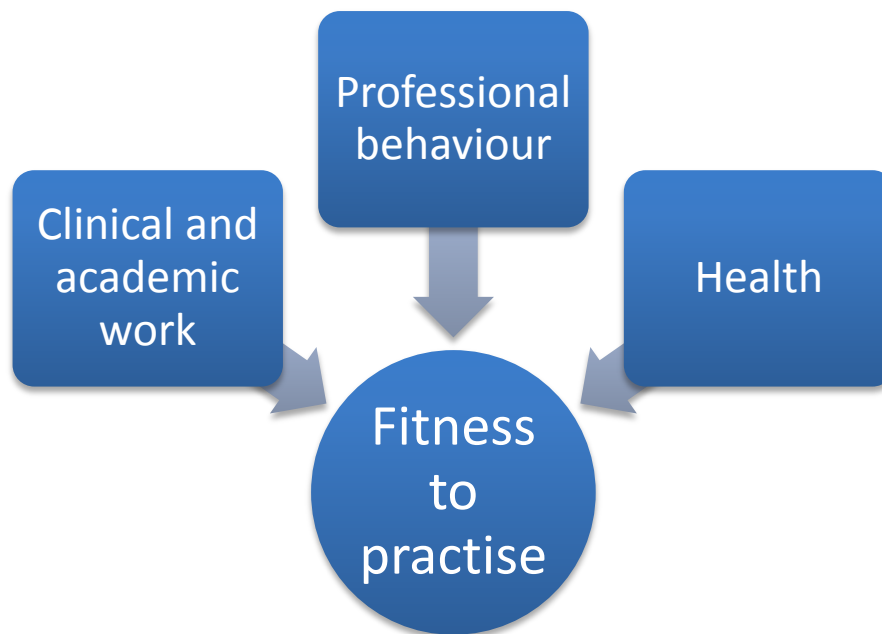 Professional
behaviour
Clinical and
academic
work
Health
Fitness
to
practise